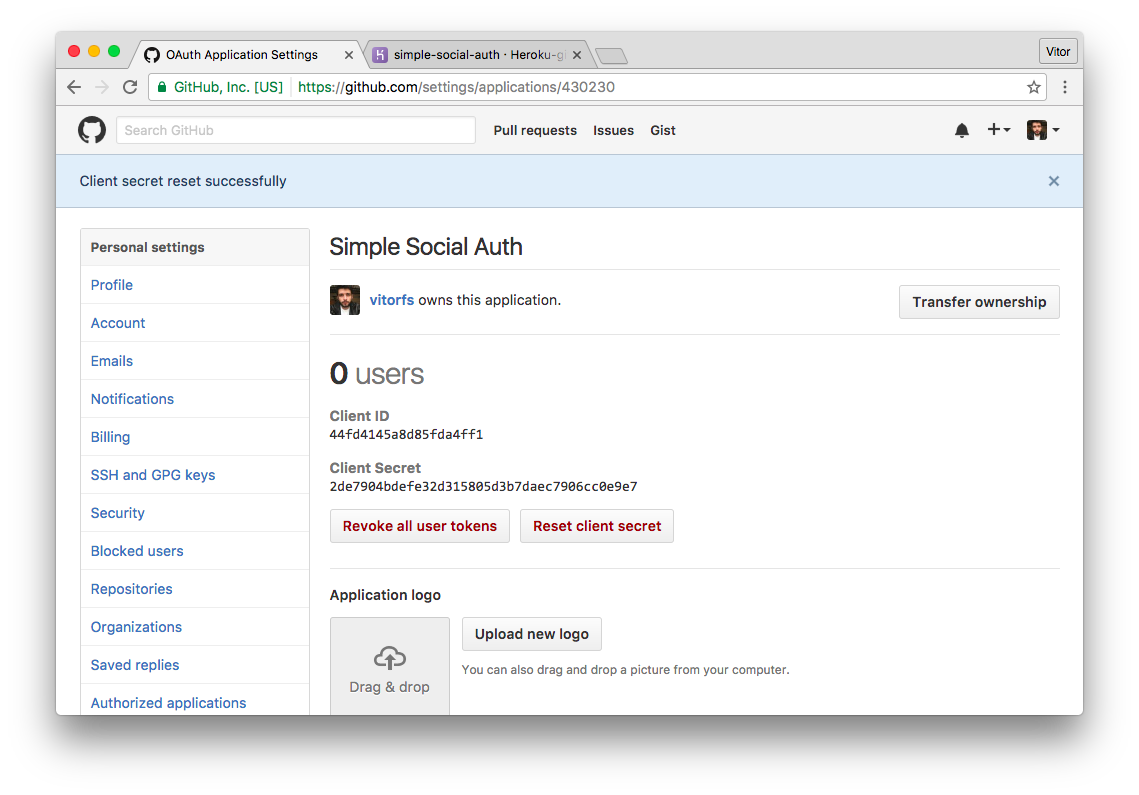 OAuth Application Settings
simple-social-auth · Heroku-gi
Vitor
GitHub, Inc. [US]
https://github.com/settings/applications/430230
Search GitHub
Pull requests
Issues
Gist
Client secret reset successfully
Personal settings
Profile
Account
Emails
Notifications
Billing
SSH and GPG keys
Security
Blocked users
Repositories
Organizations
Saved replies
Authorized applications
Simple Social Auth
vitorfs owns this application.
Transfer ownership
0 users
Client ID
44fd4145a8d85fda4ff1
Client Secret
2de7904bdefe32d315805d3b7daec7906cc0e9e7
Revoke all user tokens
Reset client secret
Application logo
Drag & drop
Upload new logo
You can also drag and drop a picture from your computer.